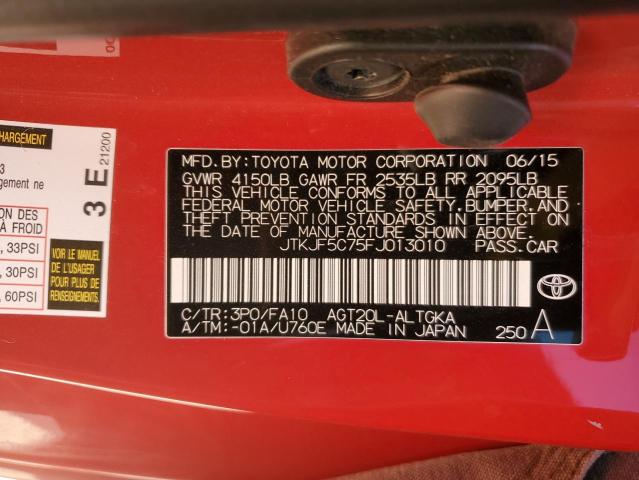 HARGEMENT
21200
3 E
3
gement ne
ON DES
À FROID
, 33PSI
, 30PSI
, 60PSI
VOIR LE MANUEL
DE L'USAGER
POUR PLUS DE
RENSEIGNEMENTS
MFD.BY:TOYOTA MOTOR CORPORATION 06/15
GVWR 4150LB GAWR FR 2535LB RR 2095LB
THIS VEHICLE CONFORMS TO ALL APPLICABLE
FEDERAL MOTOR VEHICLE SAFETY,BUMPER,AND
THEFT PREVENTION STANDARDS IN EFFECT ON
THE DATE OF MANUFACTURE SHOWN ABOVE.
JTKJF5C75FJ013010 PASS.CAR
C/TR:3P0/FA10 AGT20L-ALTGKA
A/TM:-01A/U760E MADE IN JAPAN 250 A